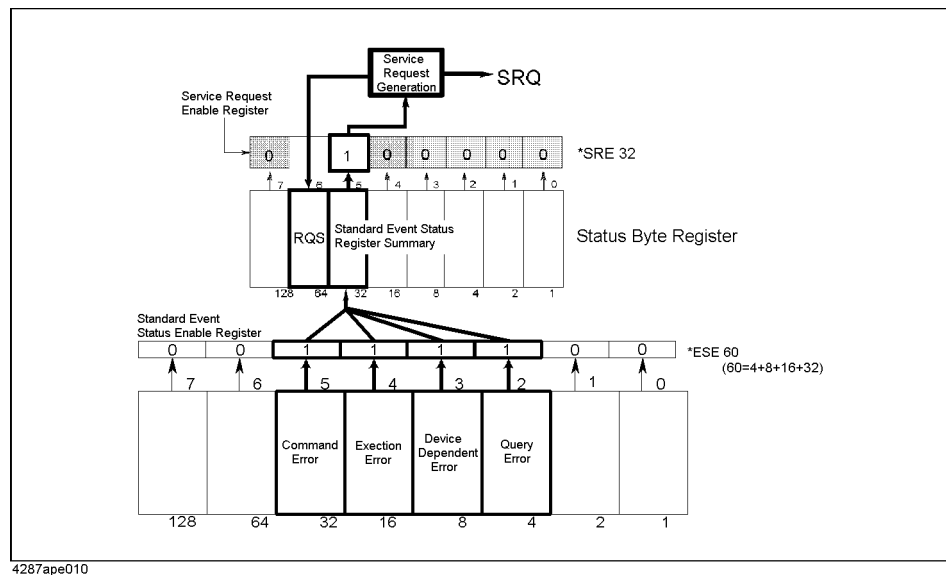 Service
Request
Generation
SRQ
Service Request
Enable Register
0 1 0 0 0 0 0
*SRE 32
7 6 5 4 3 2 1 0
RQS
Standard Event Status
Register Summary
Status Byte Register
128 64 32 16 8 4 2 1
Standard Event
Status Enable Register
0 0 1 1 1 1 0 0
*ESE 60
(60=4+8+16+32)
7 6 5 4 3 2 1 0
Command
Error
Exection
Error
Device
Dependent
Error
Query
Error
128 64 32 16 8 4 2 1
4287ape010